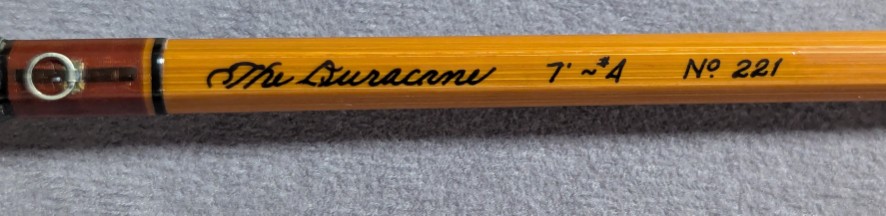 The Duracane 7' ~ #4 Nº 221